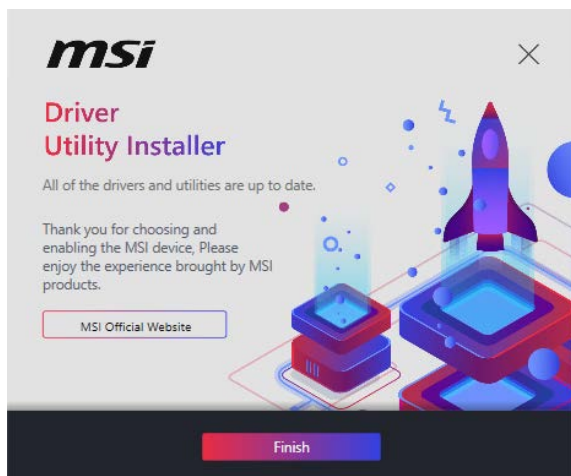 msi
Driver
Utility Installer
All of the drivers and utilities are up to date.
Thank you for choosing and
enabling the MSI device, Please
enjoy the experience brought by MSI
products.
MSI Official Website
Finish